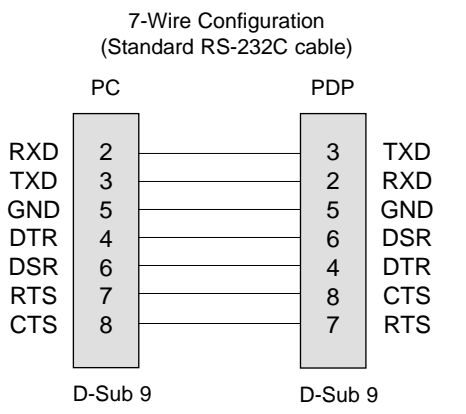 7-Wire Configuration
(Standard RS-232C cable)
PC PDP
RXD 2 3 TXD
TXD 3 2 RXD
GND 5 5 GND
DTR 4 6 DSR
DSR 6 4 DTR
RTS 7 8 CTS
CTS 8 7 RTS
D-Sub 9 D-Sub 9